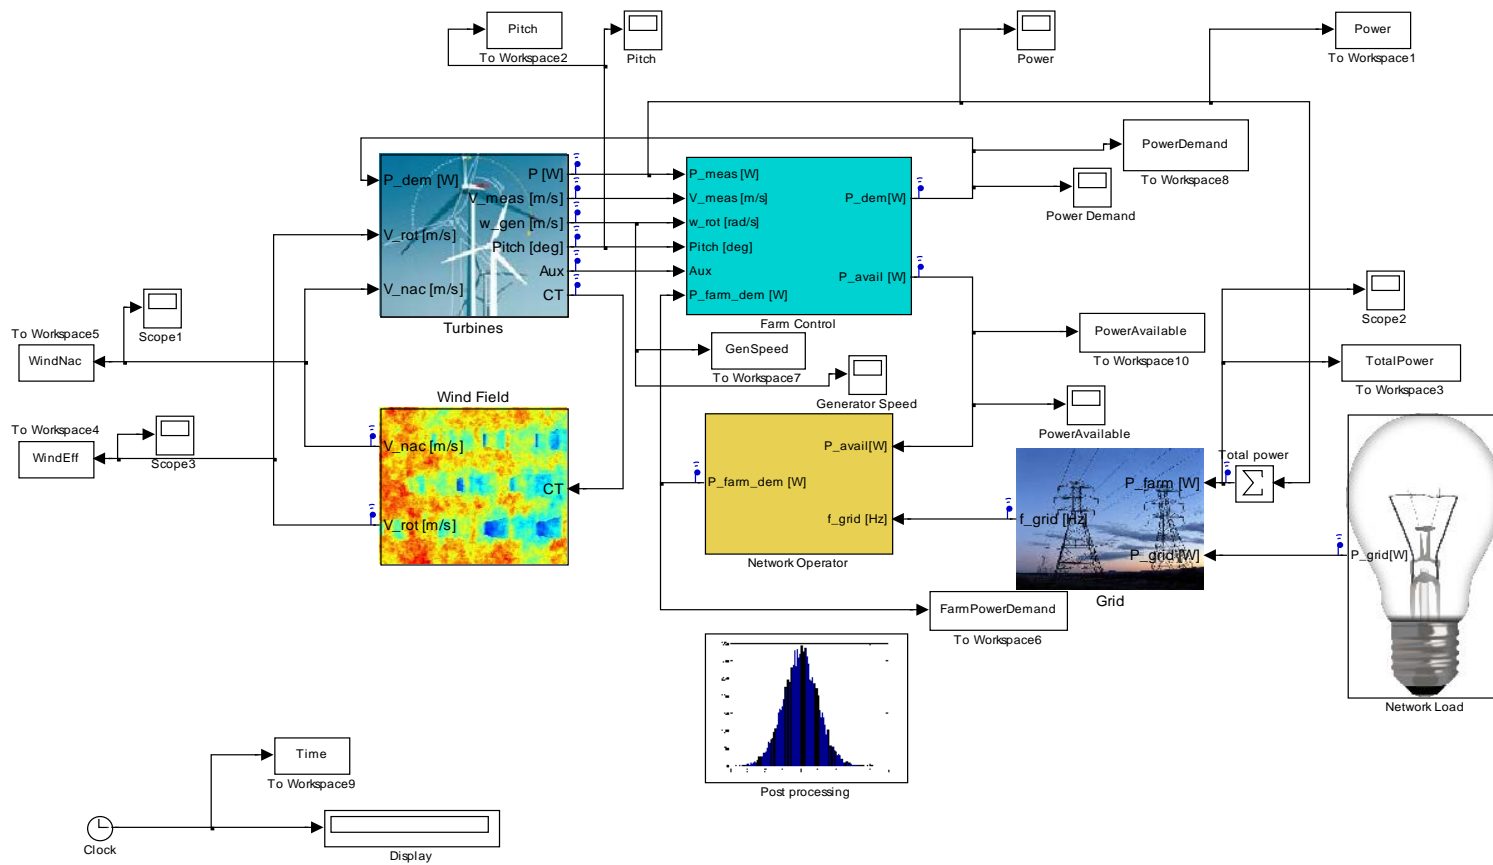 Pitch
To Workspace2
Pitch
Power
Power
To Workspace1
PowerDemand
To Workspace8
Power Demand
P_dem [W]
V_rot [m/s]
V_nac [m/s]
P [W]
V_meas [m/s]
w_gen [m/s]
Pitch [deg]
Aux
CT
Turbines
P_meas [W]
V_meas [m/s]
w_rot [rad/s]
Pitch [deg]
Aux
P_farm_dem [W]
P_dem[W]
P_avail [W]
Farm Control
Scope1
To Workspace5
WindNac
To Workspace4
WindEff
Scope3
Wind Field
V_nac [m/s]
V_rot [m/s]
CT
GenSpeed
To Workspace7
Generator Speed
PowerAvailable
To Workspace10
PowerAvailable
Scope2
TotalPower
To Workspace3
P_avail[W]
P_farm_dem [W]
f_grid [Hz]
Network Operator
P_farm [W]
f_grid [Hz]
P_grid [W]
Grid
Total power
Σ
P_grid[W]
Network Load
FarmPowerDemand
To Workspace6
Post processing
Time
To Workspace9
Clock
Display